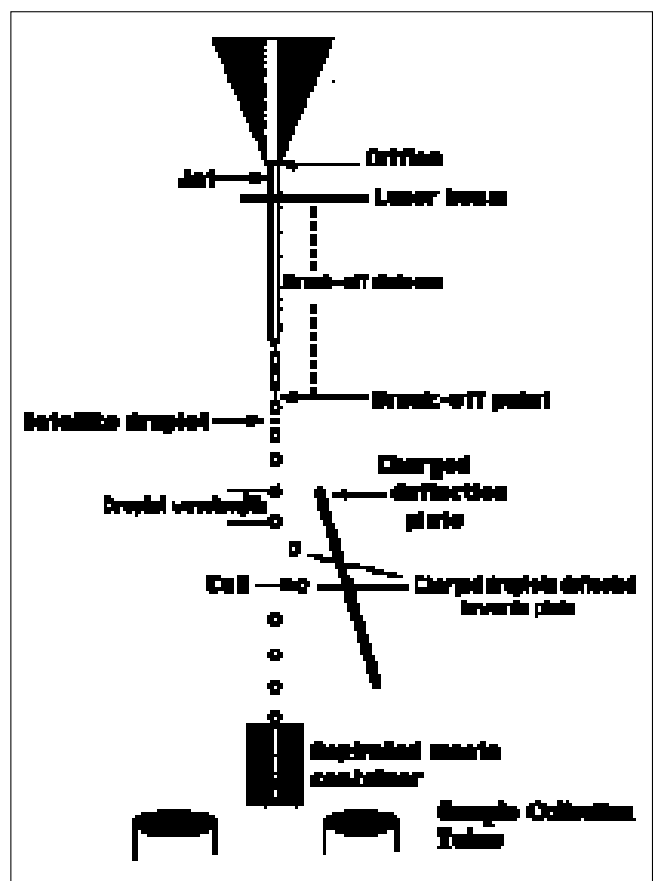 Orifice
Jet
Laser beam
Break-off distance
Break-off point
Satellite droplet
Charged
deflection
plate
Droplet wavelength
Cell
Charged droplets deflected
towards plate
Aspirated waste
container
Sample Collection
Tubes